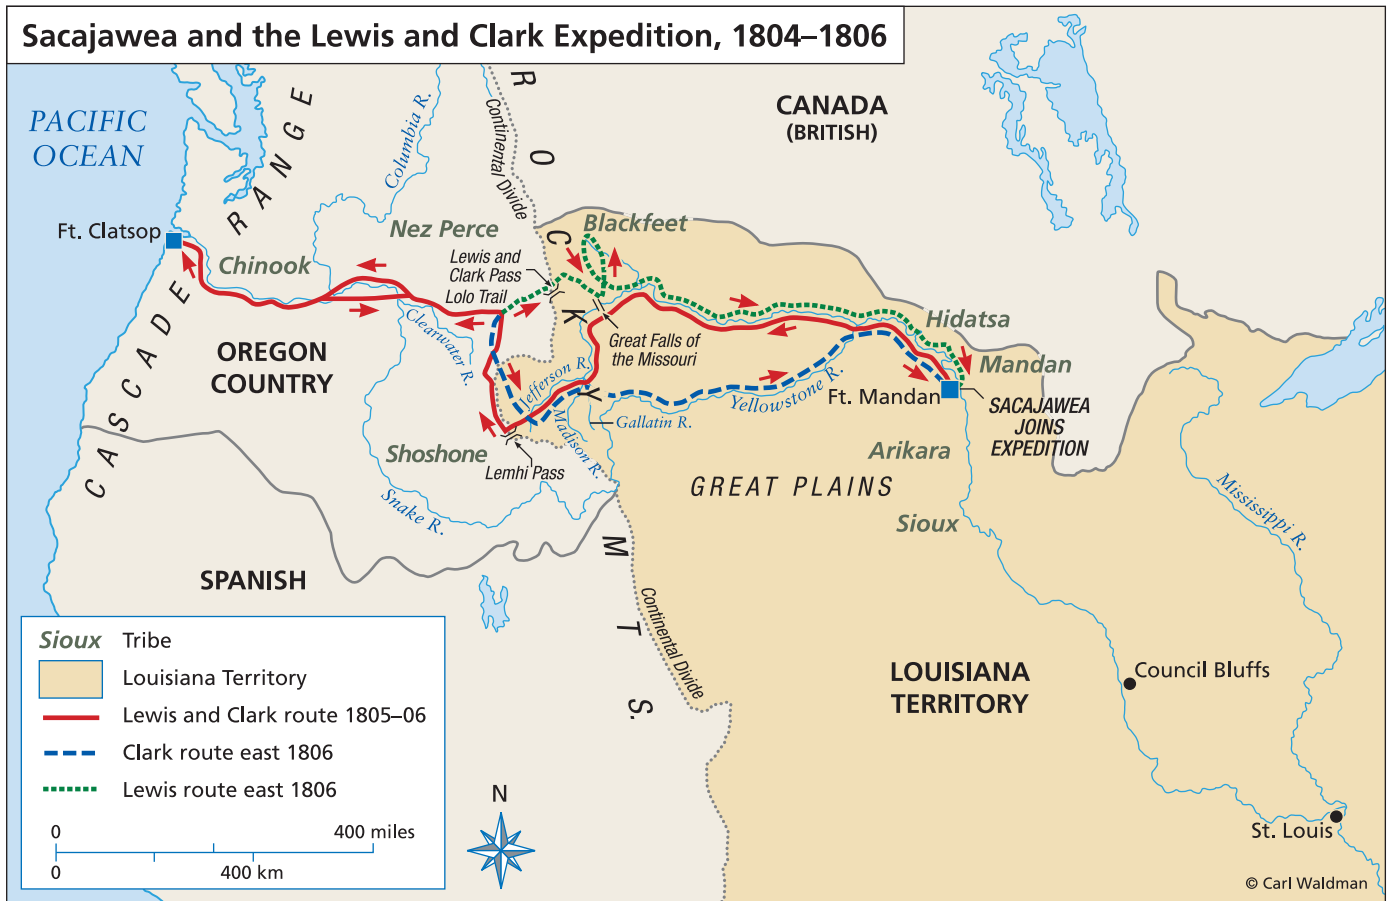 Sacajawea and the Lewis and Clark Expedition, 1804–1806
PACIFIC
OCEAN
CASCADE RANGE
Columbia R.
Continental Divide
ROCKY MTS.
CANADA
(BRITISH)
Ft. Clatsop
Chinook
Nez Perce
Lewis and
Clark Pass
Lolo Trail
Blackfeet
Great Falls of
the Missouri
Hidatsa
Mandan
Ft. Mandan
SACAJAWEA
JOINS
EXPEDITION
OREGON
COUNTRY
Clearwater R.
Jefferson R.
Madison R.
Gallatin R.
Yellowstone R.
Shoshone
Lemhi Pass
Snake R.
Arikara
GREAT PLAINS
Sioux
Mississippi R.
SPANISH
Continental Divide
LOUISIANA
TERRITORY
Council Bluffs
St. Louis
Sioux Tribe
Louisiana Territory
Lewis and Clark route 1805–06
Clark route east 1806
Lewis route east 1806
0 400 miles
0 400 km
N
© Carl Waldman